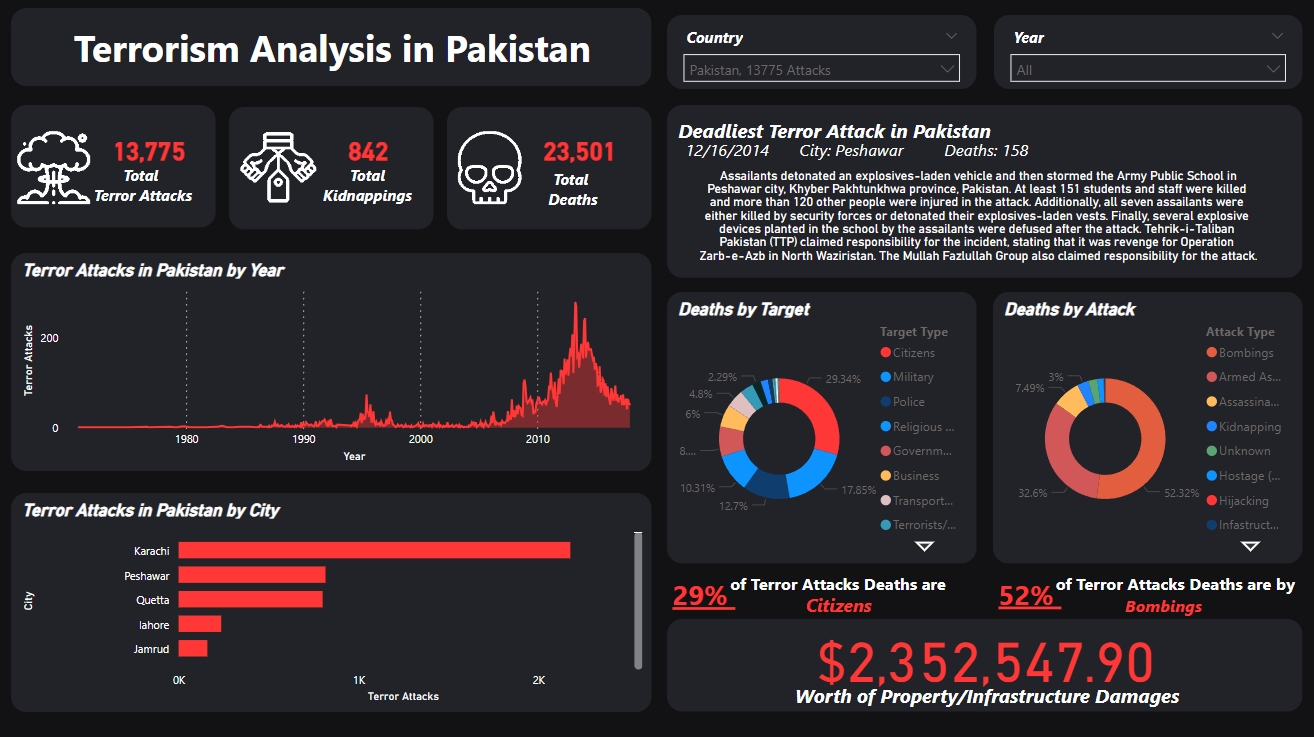 Terrorism Analysis in Pakistan
Country
Pakistan, 13775 Attacks
Year
All
13,775
Total
Terror Attacks
842
Total
Kidnappings
23,501
Total
Deaths
Deadliest Terror Attack in Pakistan
12/16/2014 City: Peshawar Deaths: 158
Assailants detonated an explosives-laden vehicle and then stormed the Army Public School in
Peshawar city, Khyber Pakhtunkhwa province, Pakistan. At least 151 students and staff were killed
and more than 120 other people were injured in the attack. Additionally, all seven assailants were
either killed by security forces or detonated their explosives-laden vests. Finally, several explosive
devices planted in the school by the assailants were defused after the attack. Tehrik-i-Taliban
Pakistan (TTP) claimed responsibility for the incident, stating that it was revenge for Operation
Zarb-e-Azb in North Waziristan. The Mullah Fazlullah Group also claimed responsibility for the attack.
Terror Attacks in Pakistan by Year
Terror Attacks
200
0
1980
1990
2000
2010
Year
Deaths by Target
Target Type
Citizens
Military
Police
Religious ...
Governm...
Business
Transport...
Terrorists/...
29.34%
17.85%
12.7%
10.31%
8....
6%
4.8%
2.29%
Deaths by Attack
Attack Type
Bombings
Armed As...
Assassina...
Kidnapping
Unknown
Hostage (...
Hijacking
Infastruct...
52.32%
32.6%
7.49%
3%
Terror Attacks in Pakistan by City
City
Karachi
Peshawar
Quetta
lahore
Jamrud
0K
1K
2K
Terror Attacks
29% of Terror Attacks Deaths are
Citizens
52% of Terror Attacks Deaths are by
Bombings
$2,352,547.90
Worth of Property/Infrastructure Damages